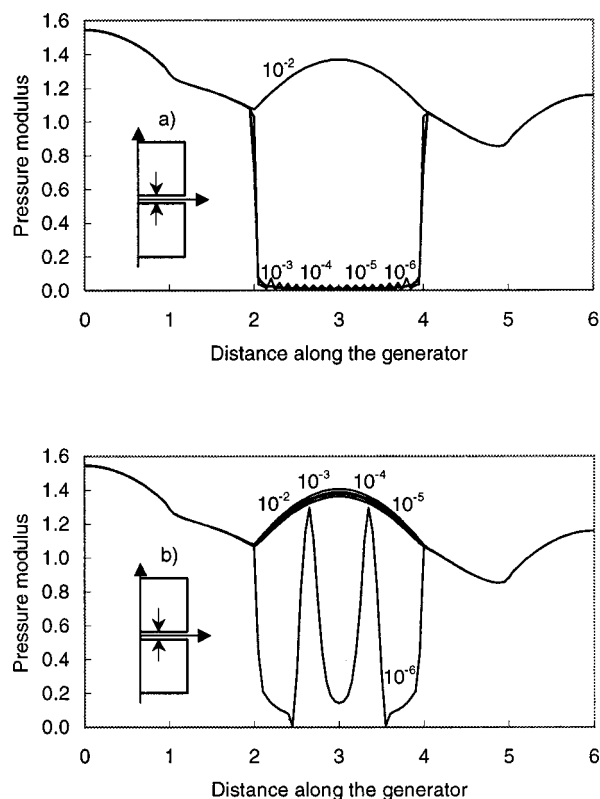 1.6
1.4
1.2
1.0
0.8
0.6
0.4
0.2
0.0
Pressure modulus
10-2
a)
10-3 10-4 10-5 10-6
0 1 2 3 4 5 6
Distance along the generator
1.6
1.4
1.2
1.0
0.8
0.6
0.4
0.2
0.0
Pressure modulus
10-3 10-4
10-2 10-5
b)
10-6
0 1 2 3 4 5 6
Distance along the generator